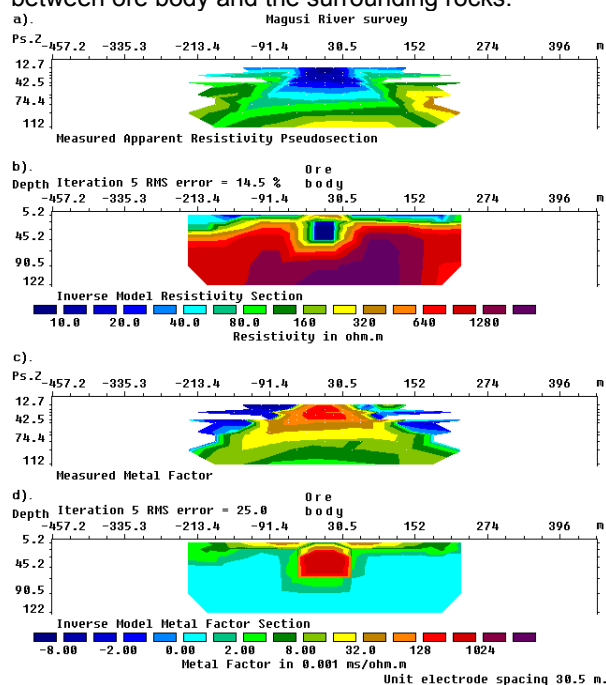 between ore body and the surrounding rocks.
a). Magusi River survey
Ps.Z -457.2 -335.3 -213.4 -91.4 30.5 152 274 396 m
12.7
42.5
74.4
112
Measured Apparent Resistivity Pseudosection
b). Ore
Depth Iteration 5 RMS error = 14.5 % body
-457.2 -335.3 -213.4 -91.4 30.5 152 274 396 m
5.2
45.2
90.5
122
Inverse Model Resistivity Section
10.0 20.0 40.0 80.0 160 320 640 1280
Resistivity in ohm.m
c).
Ps.Z -457.2 -335.3 -213.4 -91.4 30.5 152 274 396 m
12.7
42.5
74.4
112
Measured Metal Factor
d). Ore
Depth Iteration 5 RMS error = 25.0 body
-457.2 -335.3 -213.4 -91.4 30.5 152 274 396 m
5.2
45.2
90.5
122
Inverse Model Metal Factor Section
-8.00 -2.00 0.00 2.00 8.00 32.0 128 1024
Metal Factor in 0.001 ms/ohm.m
Unit electrode spacing 30.5 m.